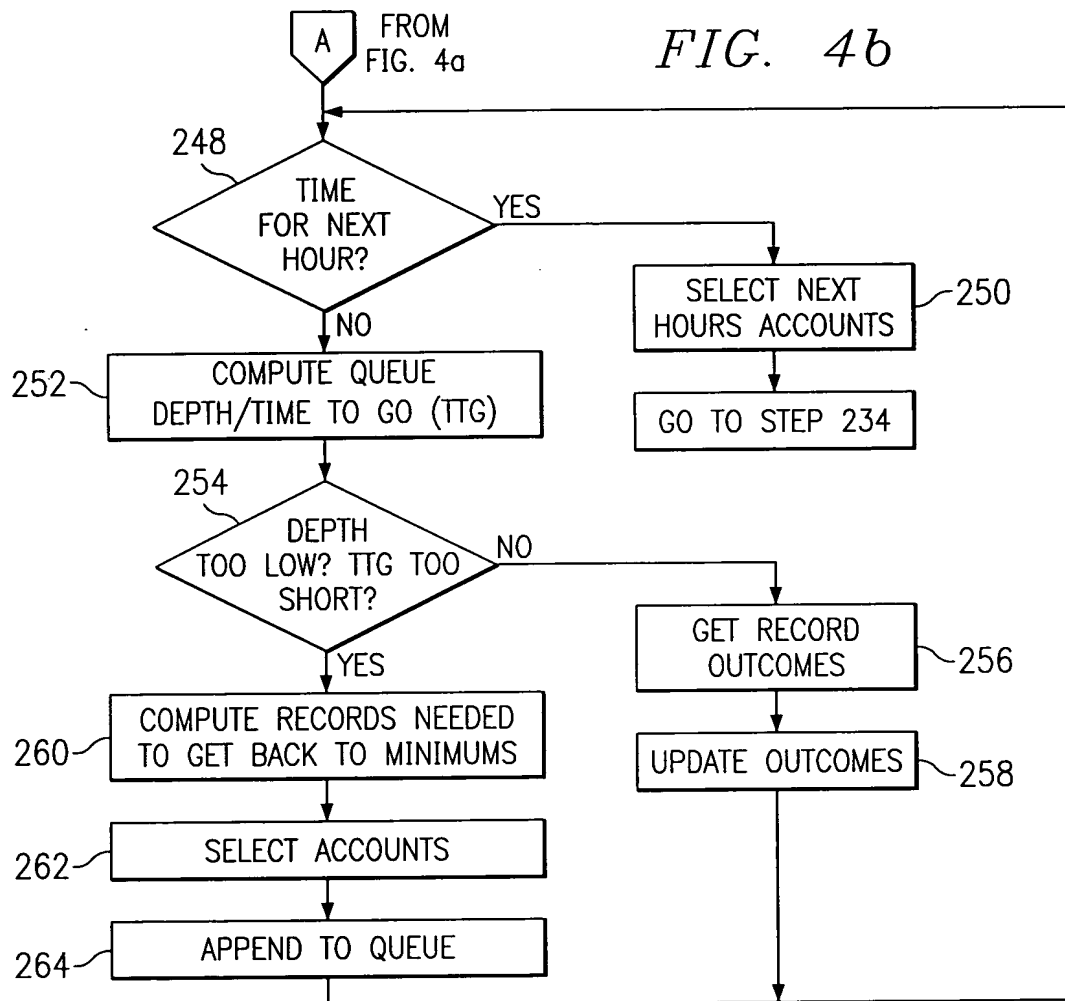 A
FROM
FIG. 4a
FIG. 4b
248
TIME
FOR NEXT
HOUR?
YES
NO
SELECT NEXT
HOURS ACCOUNTS
250
GO TO STEP 234
252
COMPUTE QUEUE
DEPTH/TIME TO GO (TTG)
254
DEPTH
TOO LOW? TTG TOO
SHORT?
NO
YES
GET RECORD
OUTCOMES
256
UPDATE OUTCOMES
258
260
COMPUTE RECORDS NEEDED
TO GET BACK TO MINIMUMS
262
SELECT ACCOUNTS
264
APPEND TO QUEUE